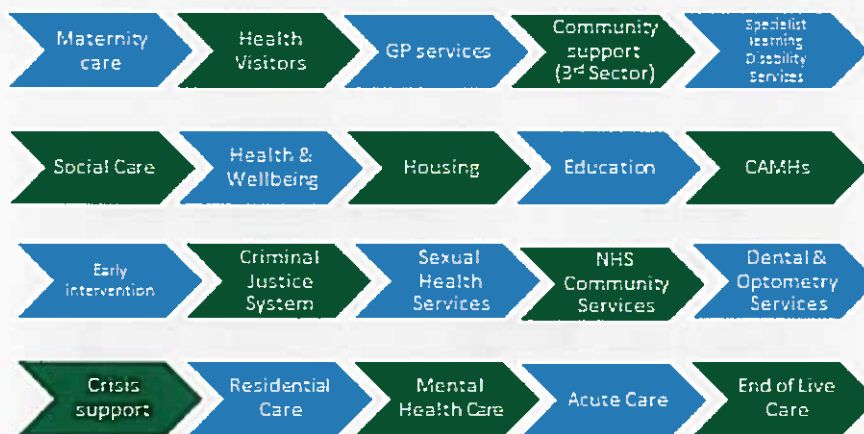 Maternity
care
Health
Visitors
GP services
Community
support
(3rd Sector)
Specialist
learning
Disability
Services
Social Care
Health &
Wellbeing
Housing
Education
CAMHs
Early
intervention
Criminal
Justice
System
Sexual
Health
Services
NHS
Community
Services
Dental &
Optometry
Services
Crisis
support
Residential
Care
Mental
Health Care
Acute Care
End of Live
Care